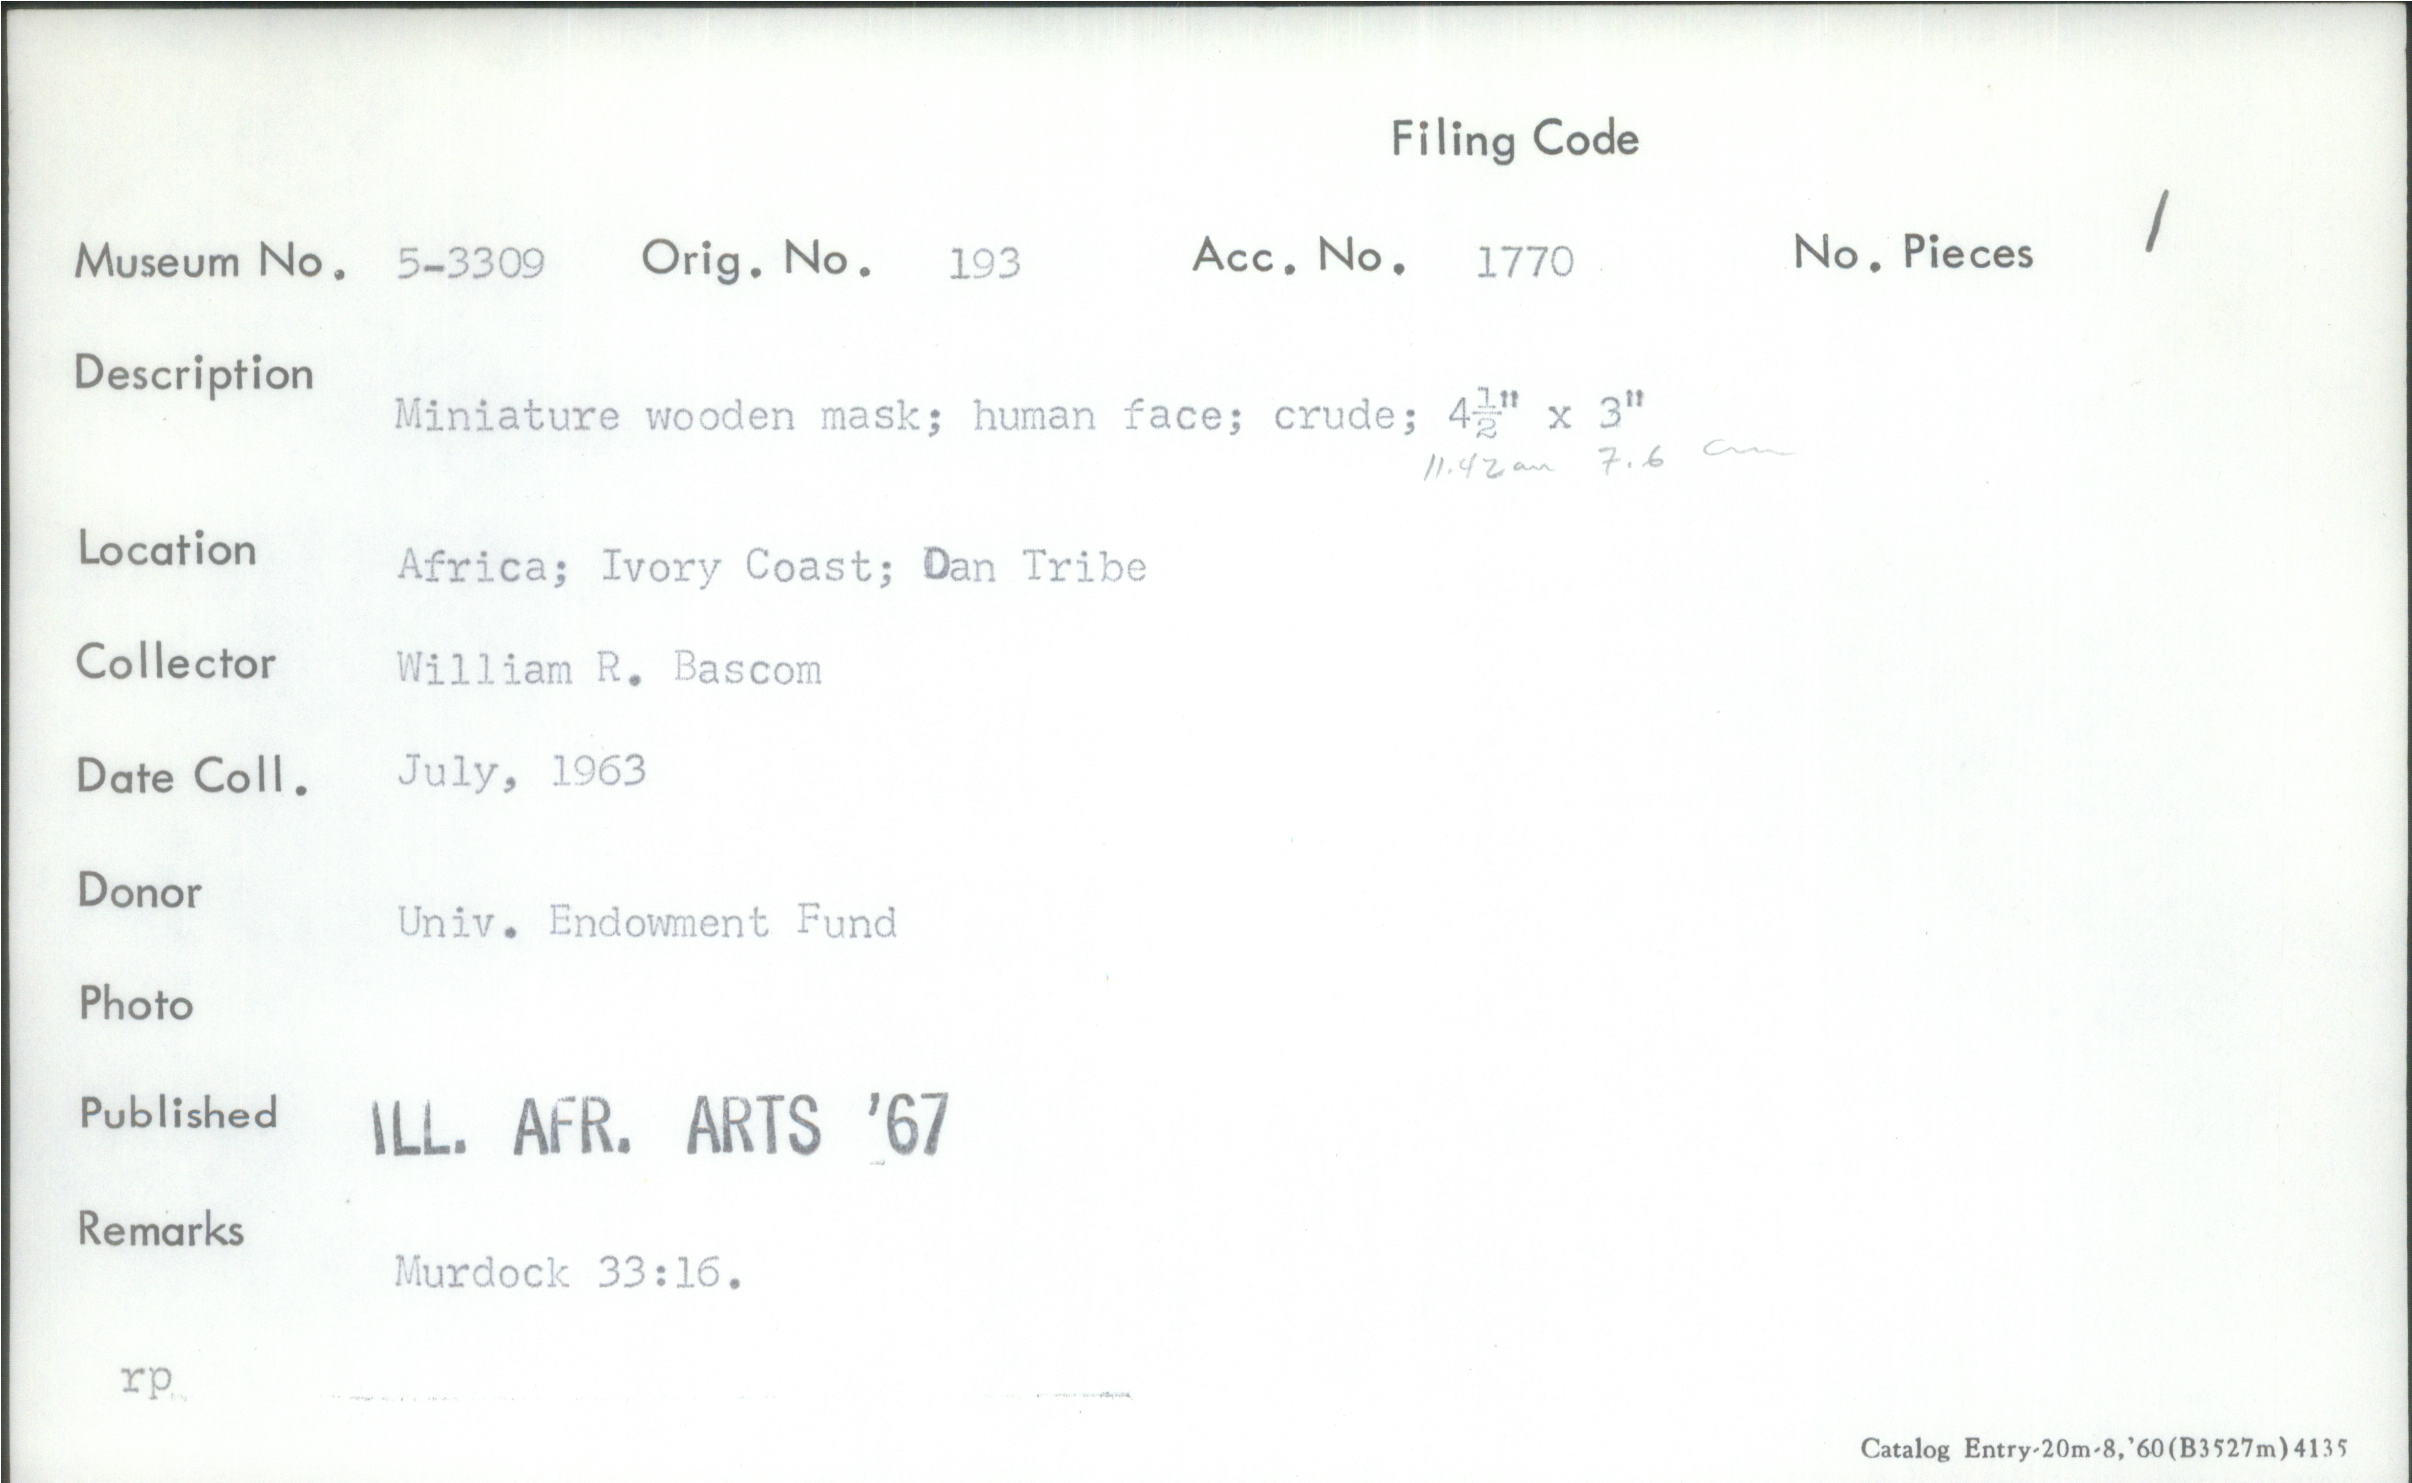 Filing Code
Museum No. 5-3309 Orig. No. 193 Acc. No. 1770 No. Pieces 1
Description
Miniature wooden mask; human face; crude; 4½" x 3"
11.42 cm 7.6 cm
Location
Africa; Ivory Coast; Dan Tribe
Collector William R. Bascom
Date Coll. July, 1963
Donor
Univ. Endowment Fund
Photo
Published ILL. AFR. ARTS '67
Remarks
Murdock 33:16.
rp
Catalog Entry-20m-8,'60(B3527m)4135